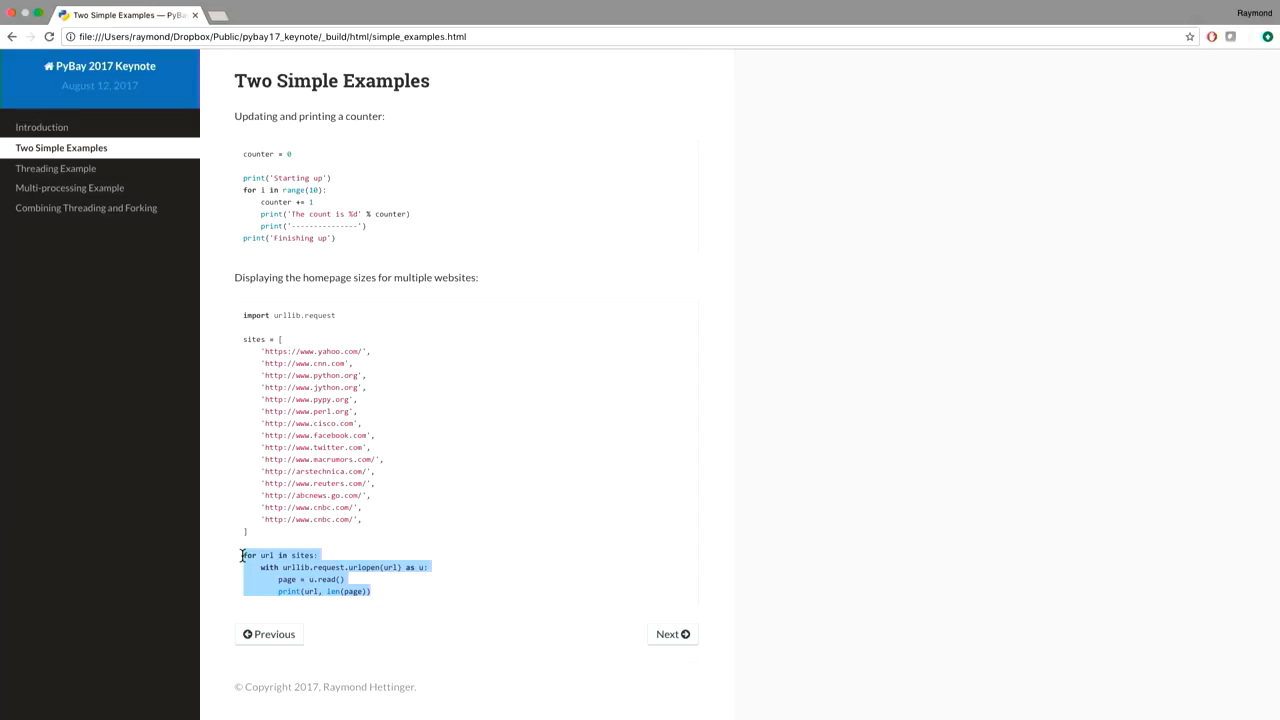 Two Simple Examples — PyBa
Raymond
file:///Users/raymond/Dropbox/Public/pybay17_keynote/_build/html/simple_examples.html
PyBay 2017 Keynote
August 12, 2017
Introduction
Two Simple Examples
Threading Example
Multi-processing Example
Combining Threading and Forking
Two Simple Examples
Updating and printing a counter:
counter = 0
print('Starting up')
for i in range(10):
    counter += 1
    print('The count is %d' % counter)
    print('---------------')
print('Finishing up')
Displaying the homepage sizes for multiple websites:
import urllib.request
sites = [
    'https://www.yahoo.com/',
    'http://www.cnn.com',
    'http://www.python.org',
    'http://www.jython.org',
    'http://www.pypy.org',
    'http://www.perl.org',
    'http://www.cisco.com',
    'http://www.facebook.com',
    'http://www.twitter.com',
    'http://www.macrumors.com/',
    'http://arstechnica.com/',
    'http://www.reuters.com/',
    'http://abcnews.go.com/',
    'http://www.cnbc.com/',
    'http://www.cnbc.com/',
]
for url in sites:
    with urllib.request.urlopen(url) as u:
        page = u.read()
        print(url, len(page))
Previous
Next
© Copyright 2017, Raymond Hettinger.